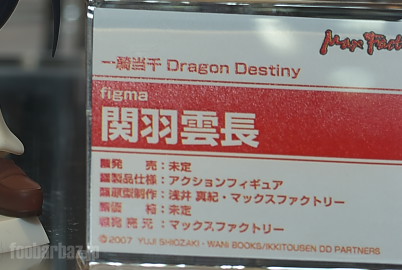 Max Factory
一騎当千 Dragon Destiny
figma
関羽雲長
■発　売：未定
■製品仕様：アクションフィギュア
■原型制作：浅井 真紀・マックスファクトリー
■価　格：未定
■発売元：マックスファクトリー
©2007 YUJI SHIOZAKI・WANI BOOKS/IKKITOUSEN DD PARTNERS
foobarbaz.jp